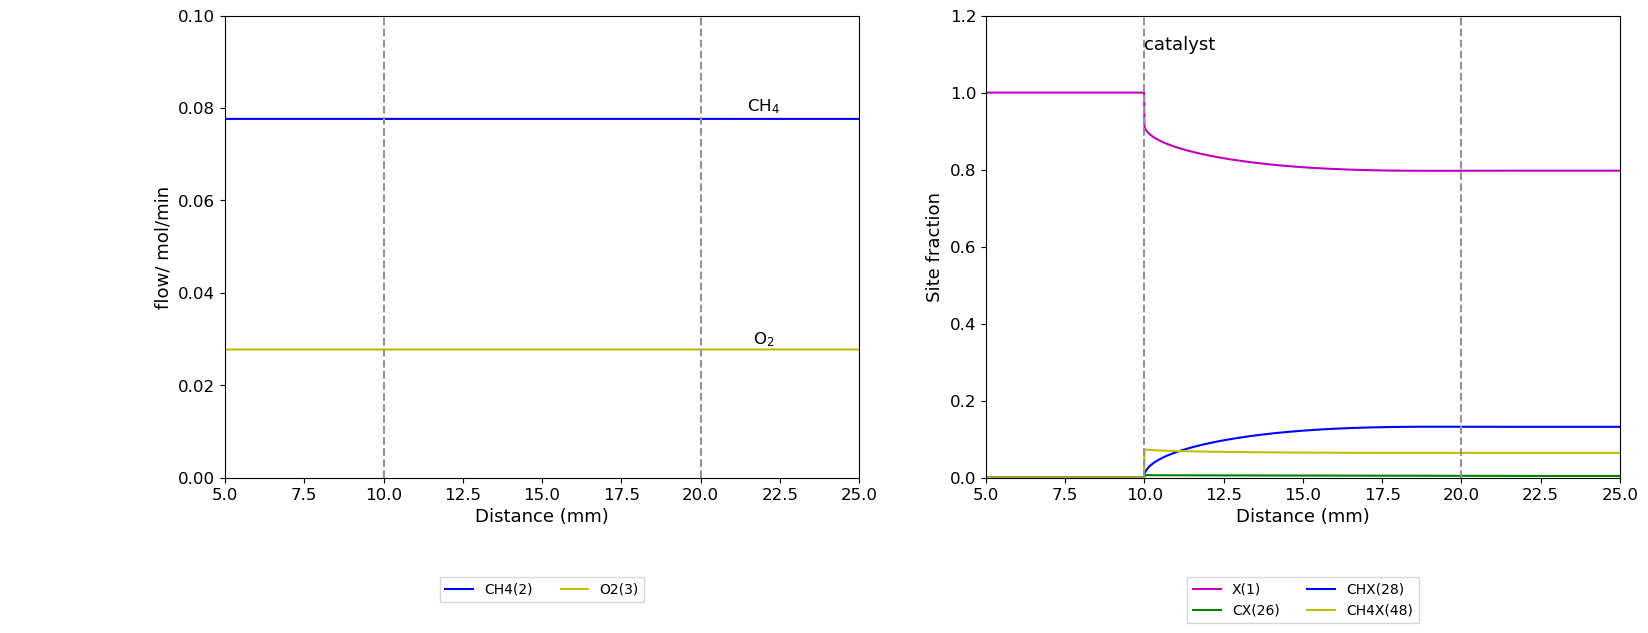 0.10
0.08
0.06
0.04
0.02
0.00
flow/ mol/min
CH₄
O₂
5.0 7.5 10.0 12.5 15.0 17.5 20.0 22.5 25.0
Distance (mm)
CH4(2) O2(3)
1.2
1.0
0.8
0.6
0.4
0.2
0.0
Site fraction
catalyst
5.0 7.5 10.0 12.5 15.0 17.5 20.0 22.5 25.0
Distance (mm)
X(1) CHX(28)
CX(26) CH4X(48)